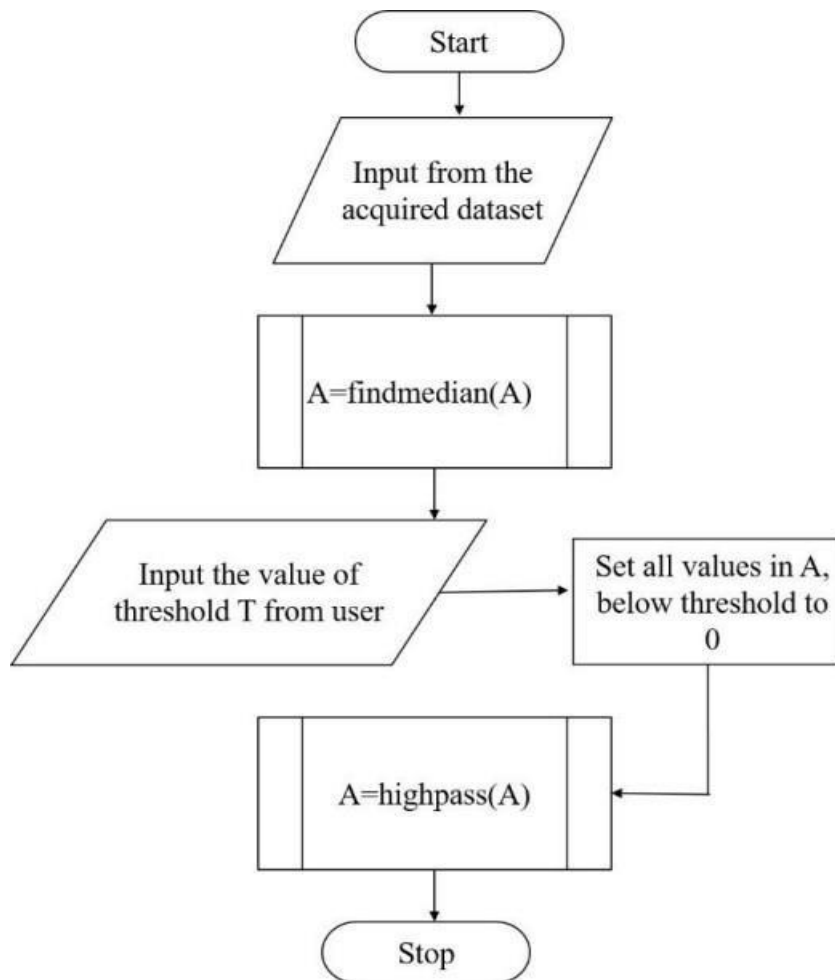 Start
Input from the
acquired dataset
A=findmedian(A)
Input the value of
threshold T from user
Set all values in A,
below threshold to
0
A=highpass(A)
Stop